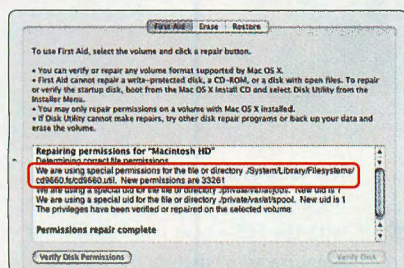 First Aid Erase Restore
To use First Aid, select the volume and click a repair button.
• You can verify or repair any volume format supported by Mac OS X.
• First Aid cannot repair a write-protected disk, a CD-ROM, or a disk with open files. To repair
or verify the startup disk, boot from the Mac OS X Install CD and select Disk Utility from the
Installer Menu.
• You may only repair permissions on a volume with Mac OS X installed.
• If Disk Utility cannot make repairs, try other disk repair programs or back up your data and
erase the volume.
Repairing permissions for "Macintosh HD"
Determining correct file permissions.
We are using special permissions for the file or directory ./System/Library/Filesystems/
cd9660.fs/cd9660.util. New permissions are 33261
We are using a special uid for the file or directory ./private/var/at/jobs. New uid is 1
We are using a special uid for the file or directory ./private/var/at/spool. New uid is 1
The privileges have been verified or repaired on the selected volume
Permissions repair complete
Verify Disk Permissions Verify Disk